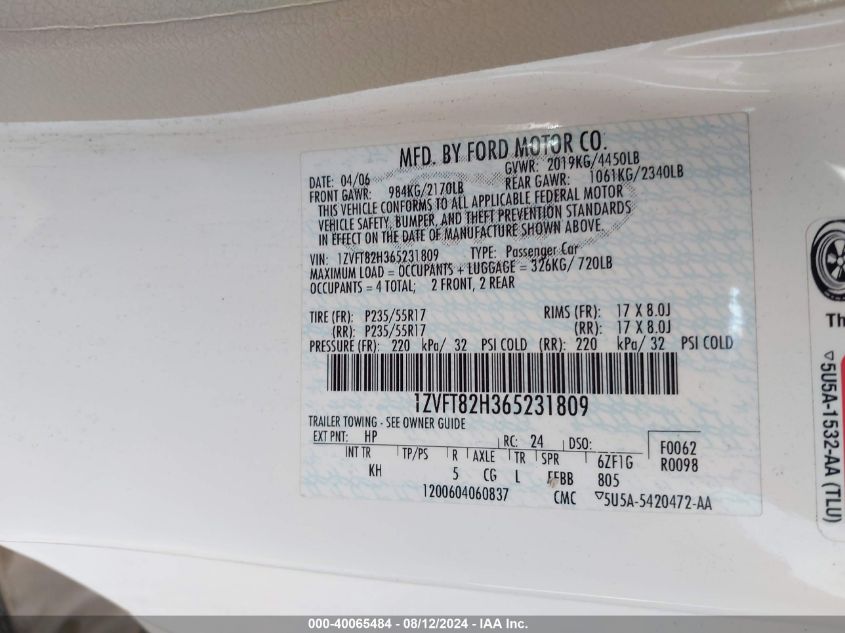 MFD. BY FORD MOTOR CO.
DATE: 04/06 GVWR: 2019KG/4450LB
FRONT GAWR: 984KG/2170LB REAR GAWR: 1061KG/2340LB
THIS VEHICLE CONFORMS TO ALL APPLICABLE FEDERAL MOTOR
VEHICLE SAFETY, BUMPER, AND THEFT PREVENTION STANDARDS
IN EFFECT ON THE DATE OF MANUFACTURE SHOWN ABOVE.
VIN: 1ZVFT82H365231809 TYPE: Passenger Car
MAXIMUM LOAD = OCCUPANTS + LUGGAGE = 326KG/720LB
OCCUPANTS = 4 TOTAL; 2 FRONT, 2 REAR
TIRE (FR): P235/55R17 RIMS (FR): 17 X 8.0J
(RR): P235/55R17 (RR): 17 X 8.0J
PRESSURE (FR): 220 kPa/ 32 PSI COLD (RR): 220 kPa/ 32 PSI COLD
1ZVFT82H365231809
TRAILER TOWING - SEE OWNER GUIDE
EXT PNT: HP RC: 24 DSO: F0062
INT TR TP/PS R AXLE TR SPR 6ZF1G R0098
KH 5 CG L FFBB 805
1200604060837 CMC ▽5U5A-5420472-AA
Th
▽5U5A-1532-AA (TLU)
000-40065484 - 08/12/2024 - IAA Inc.